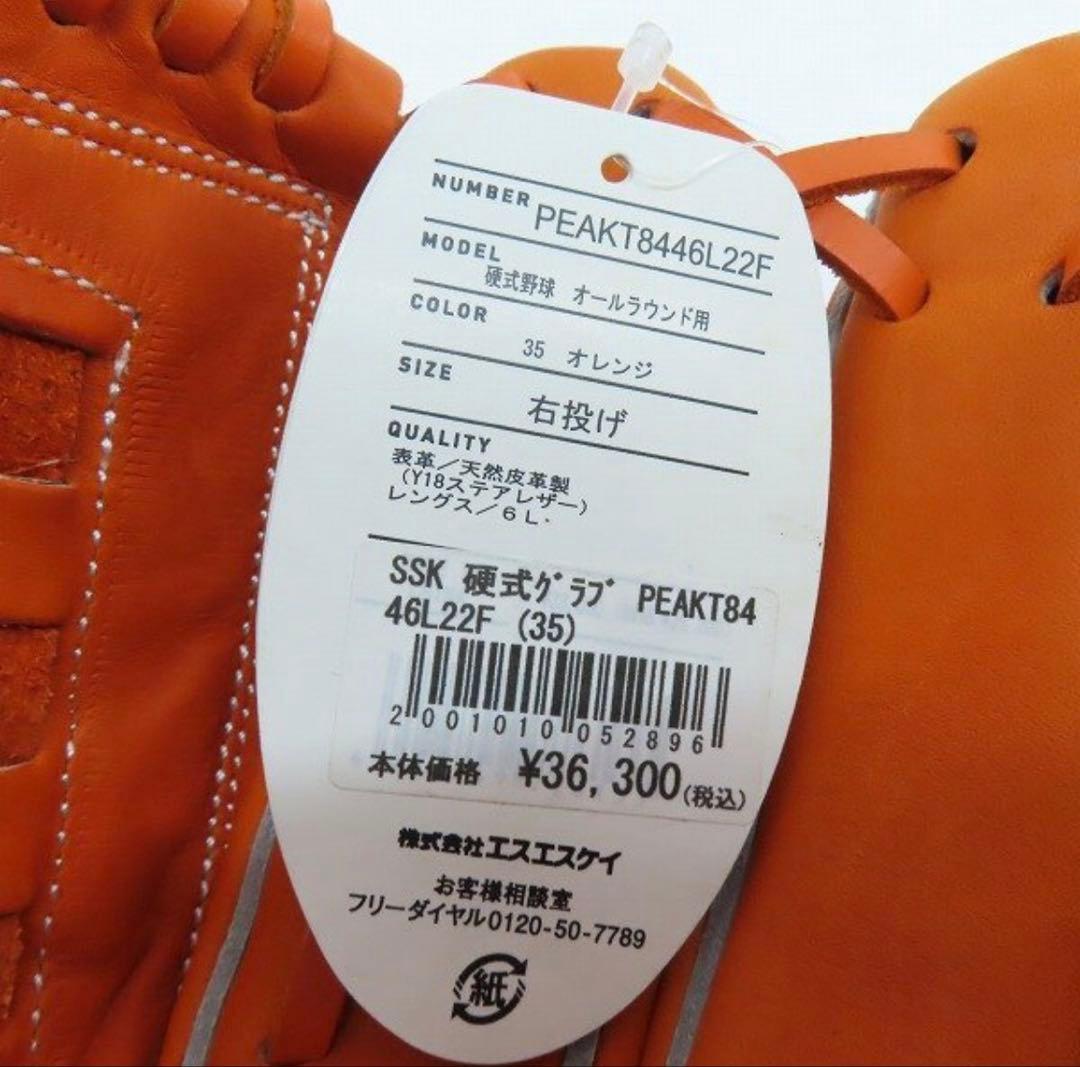 NUMBER PEAKT8446L22F
MODEL
硬式野球 オールラウンド用
COLOR
35 オレンジ
SIZE
右投げ
QUALITY
表革/天然皮革製
(Y18ステアレザー)
レングス/6L.
SSK 硬式グラブ PEAKT84
46L22F (35)
2 001010 052896
本体価格 ¥36,300(税込)
株式会社エスエスケイ
お客様相談室
フリーダイヤル0120-50-7789
紙